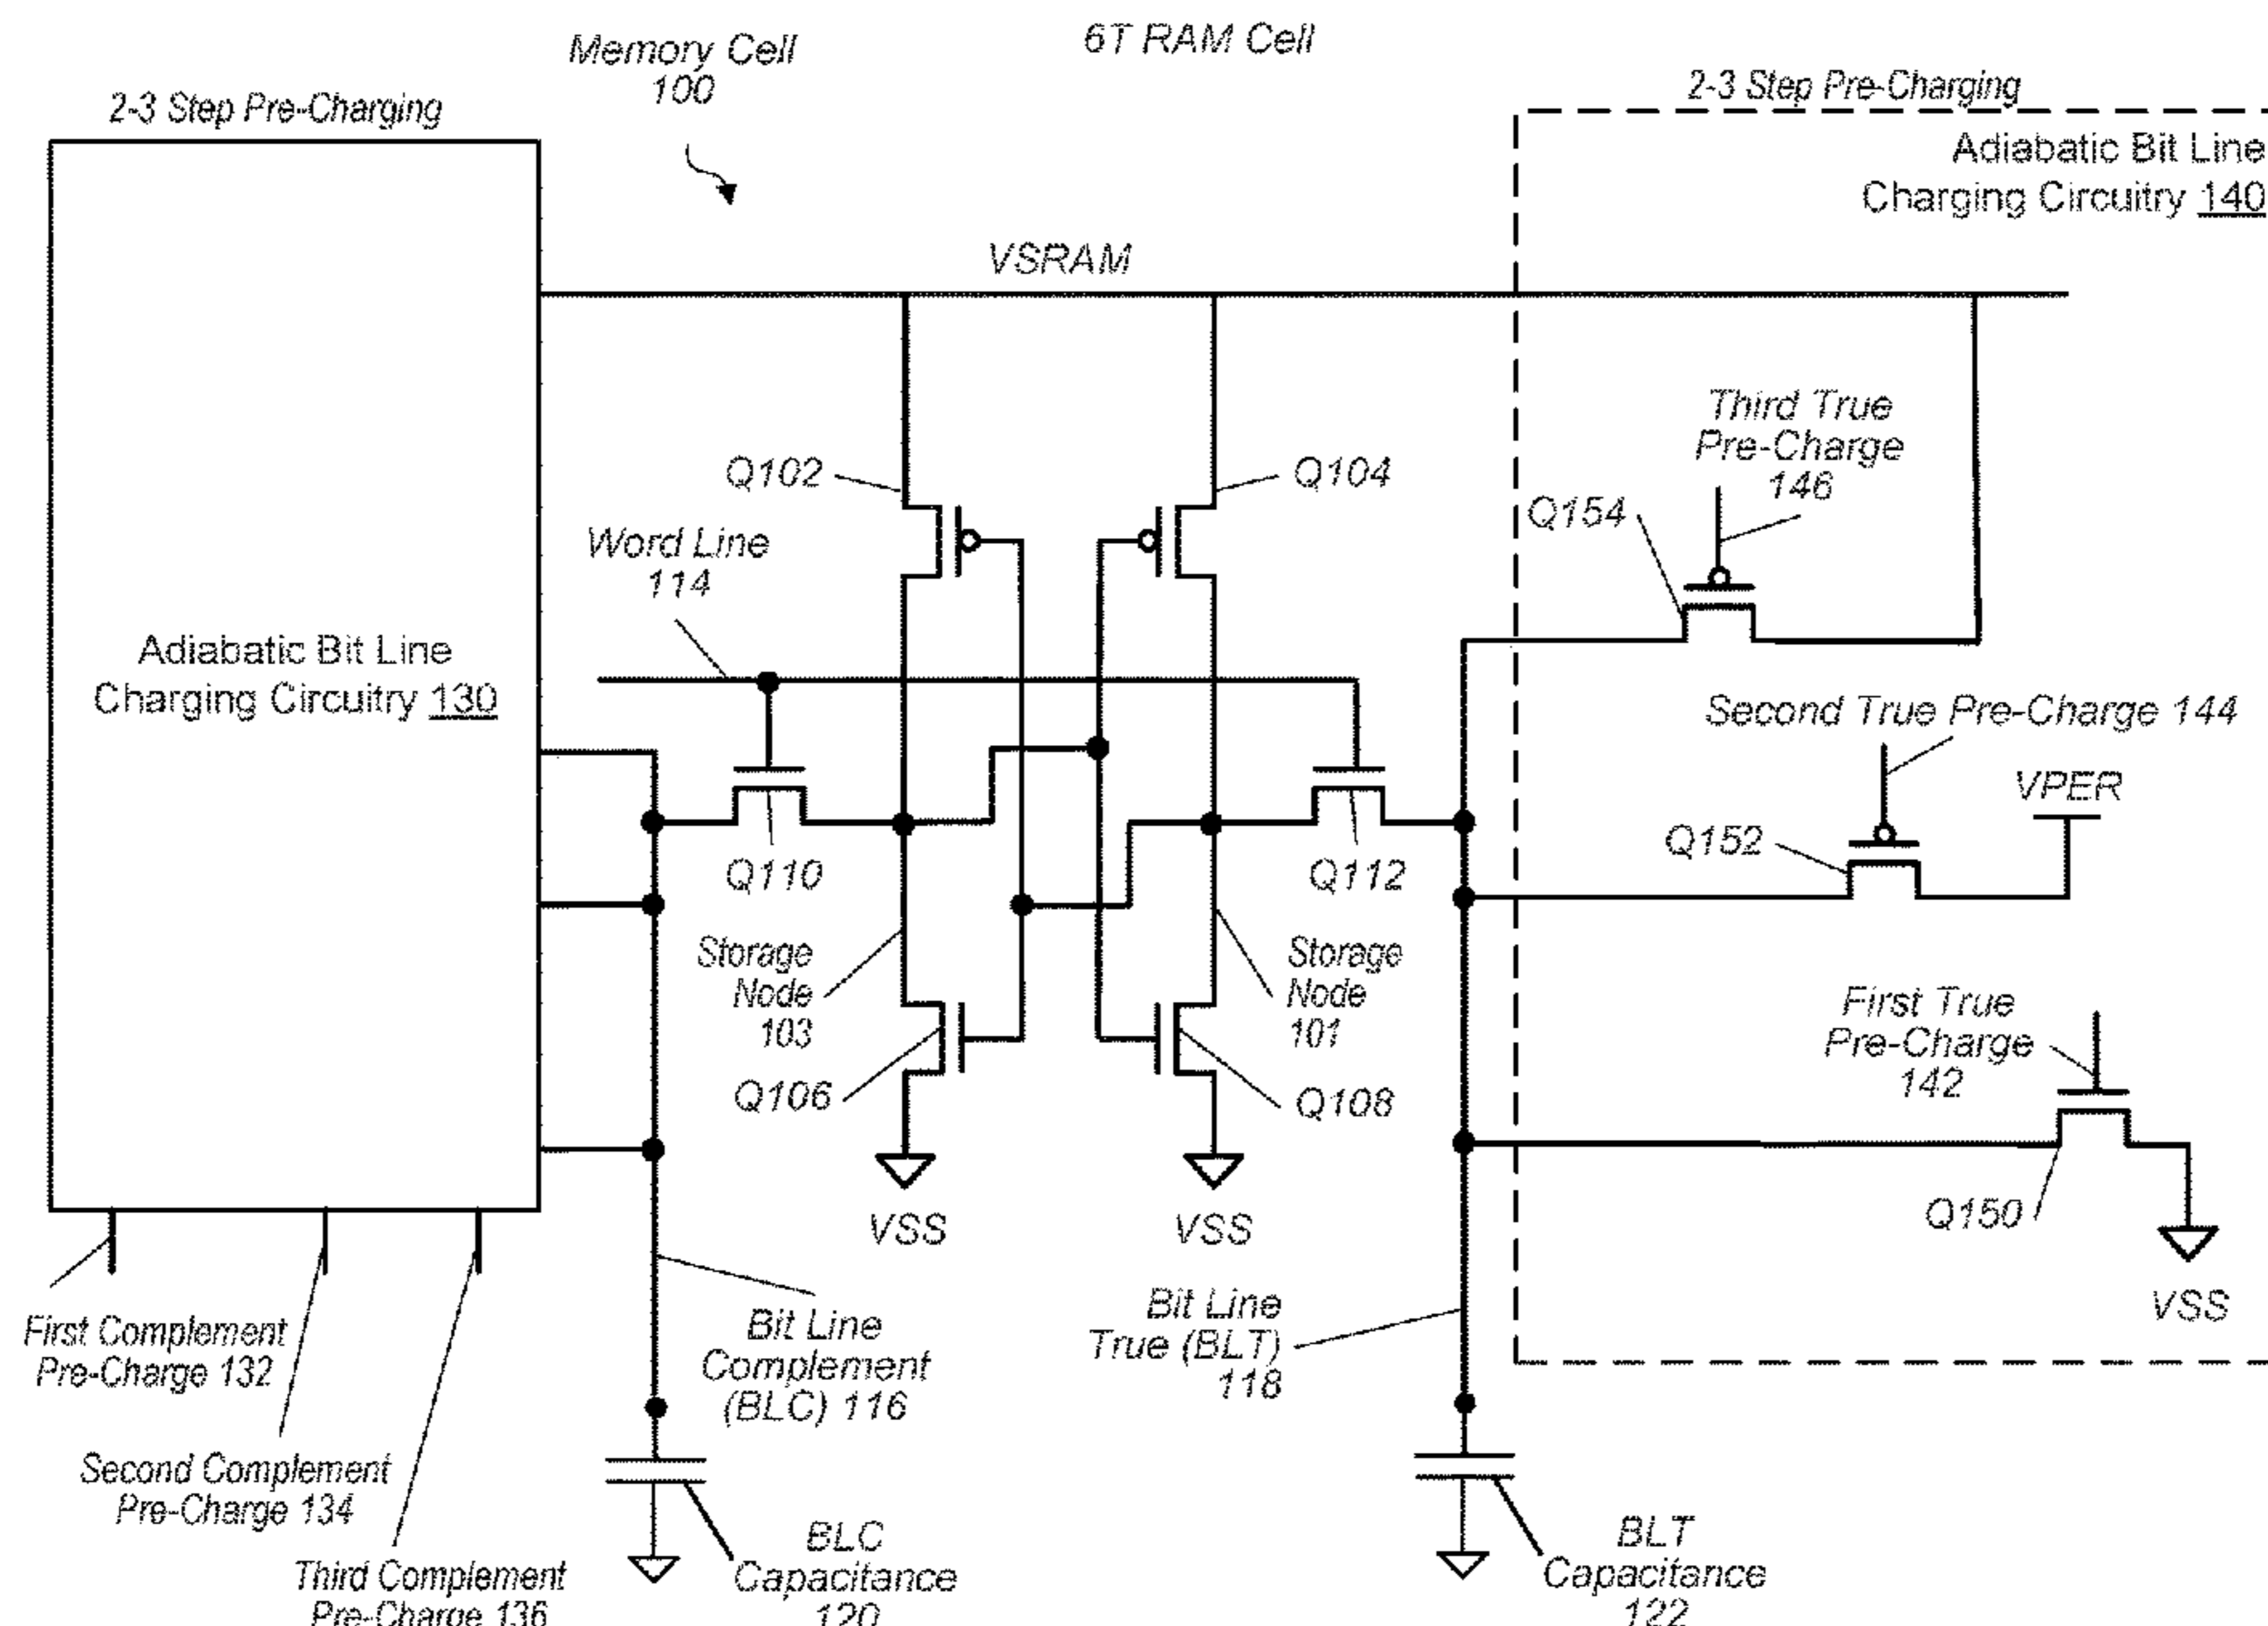 6T RAM Cell
Memory Cell
100
2-3 Step Pre-Charging
2-3 Step Pre-Charging
Adiabatic Bit Line
Charging Circuitry 140
VSRAM
Third True
Pre-Charge
146
Q102
Q104
Q154
Word Line
114
Adiabatic Bit Line
Charging Circuitry 130
Second True Pre-Charge 144
VPER
Q152
Q110
Q112
Storage
Node
103
Storage
Node
101
First True
Pre-Charge
142
Q106
Q108
Q150
VSS
VSS
VSS
First Complement
Pre-Charge 132
Bit Line
Complement
(BLC) 116
Bit Line
True (BLT)
118
Second Complement
Pre-Charge 134
Third Complement
Pre-Charge 136
BLC
Capacitance
120
BLT
Capacitance
122